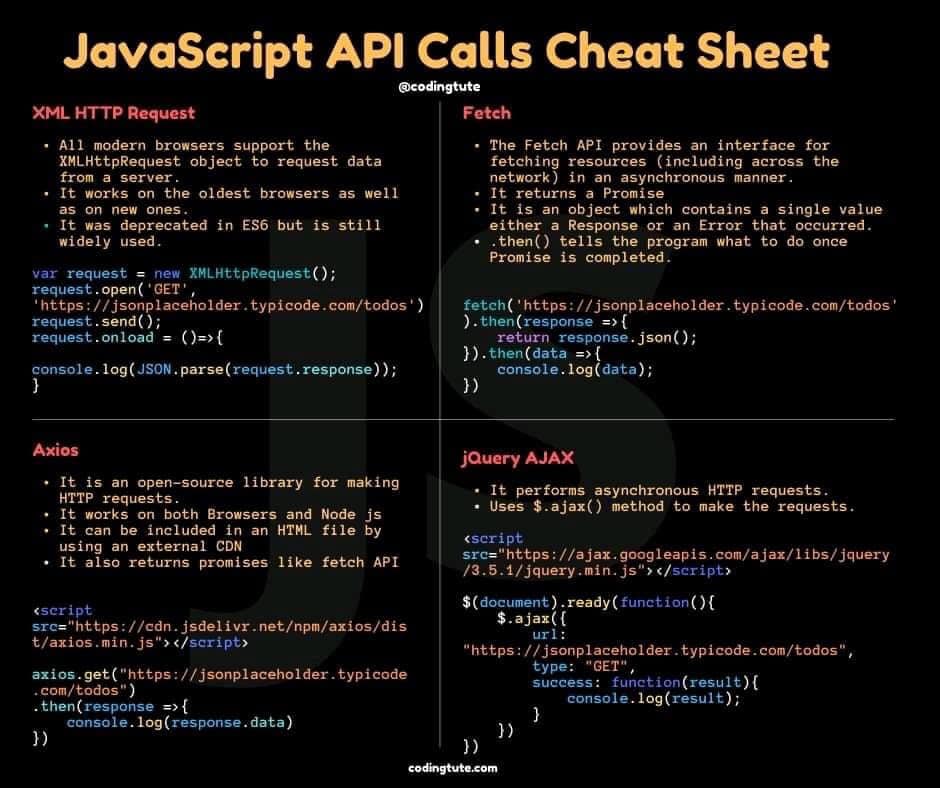 JavaScript API Calls Cheat Sheet
@codingtute
XML HTTP Request
• All modern browsers support the
XMLHttpRequest object to request data
from a server.
• It works on the oldest browsers as well
as on new ones.
• It was deprecated in ES6 but is still
widely used.
var request = new XMLHttpRequest();
request.open('GET',
'https://jsonplaceholder.typicode.com/todos')
request.send();
request.onload = ()=>{
console.log(JSON.parse(request.response));
}
Fetch
• The Fetch API provides an interface for
fetching resources (including across the
network) in an asynchronous manner.
• It returns a Promise
• It is an object which contains a single value
either a Response or an Error that occurred.
• .then() tells the program what to do once
Promise is completed.
fetch('https://jsonplaceholder.typicode.com/todos'
).then(response =>{
return response.json();
}).then(data =>{
console.log(data);
})
Axios
• It is an open-source library for making
HTTP requests.
• It works on both Browsers and Node js
• It can be included in an HTML file by
using an external CDN
• It also returns promises like fetch API
<script
src="https://cdn.jsdelivr.net/npm/axios/dis
t/axios.min.js"></script>
axios.get("https://jsonplaceholder.typicode
.com/todos")
.then(response =>{
console.log(response.data)
})
jQuery AJAX
• It performs asynchronous HTTP requests.
• Uses $.ajax() method to make the requests.
<script
src="https://ajax.googleapis.com/ajax/libs/jquery
/3.5.1/jquery.min.js"></script>
$(document).ready(function(){
$.ajax({
url:
"https://jsonplaceholder.typicode.com/todos",
type: "GET",
success: function(result){
console.log(result);
}
})
})
codingtute.com
JS